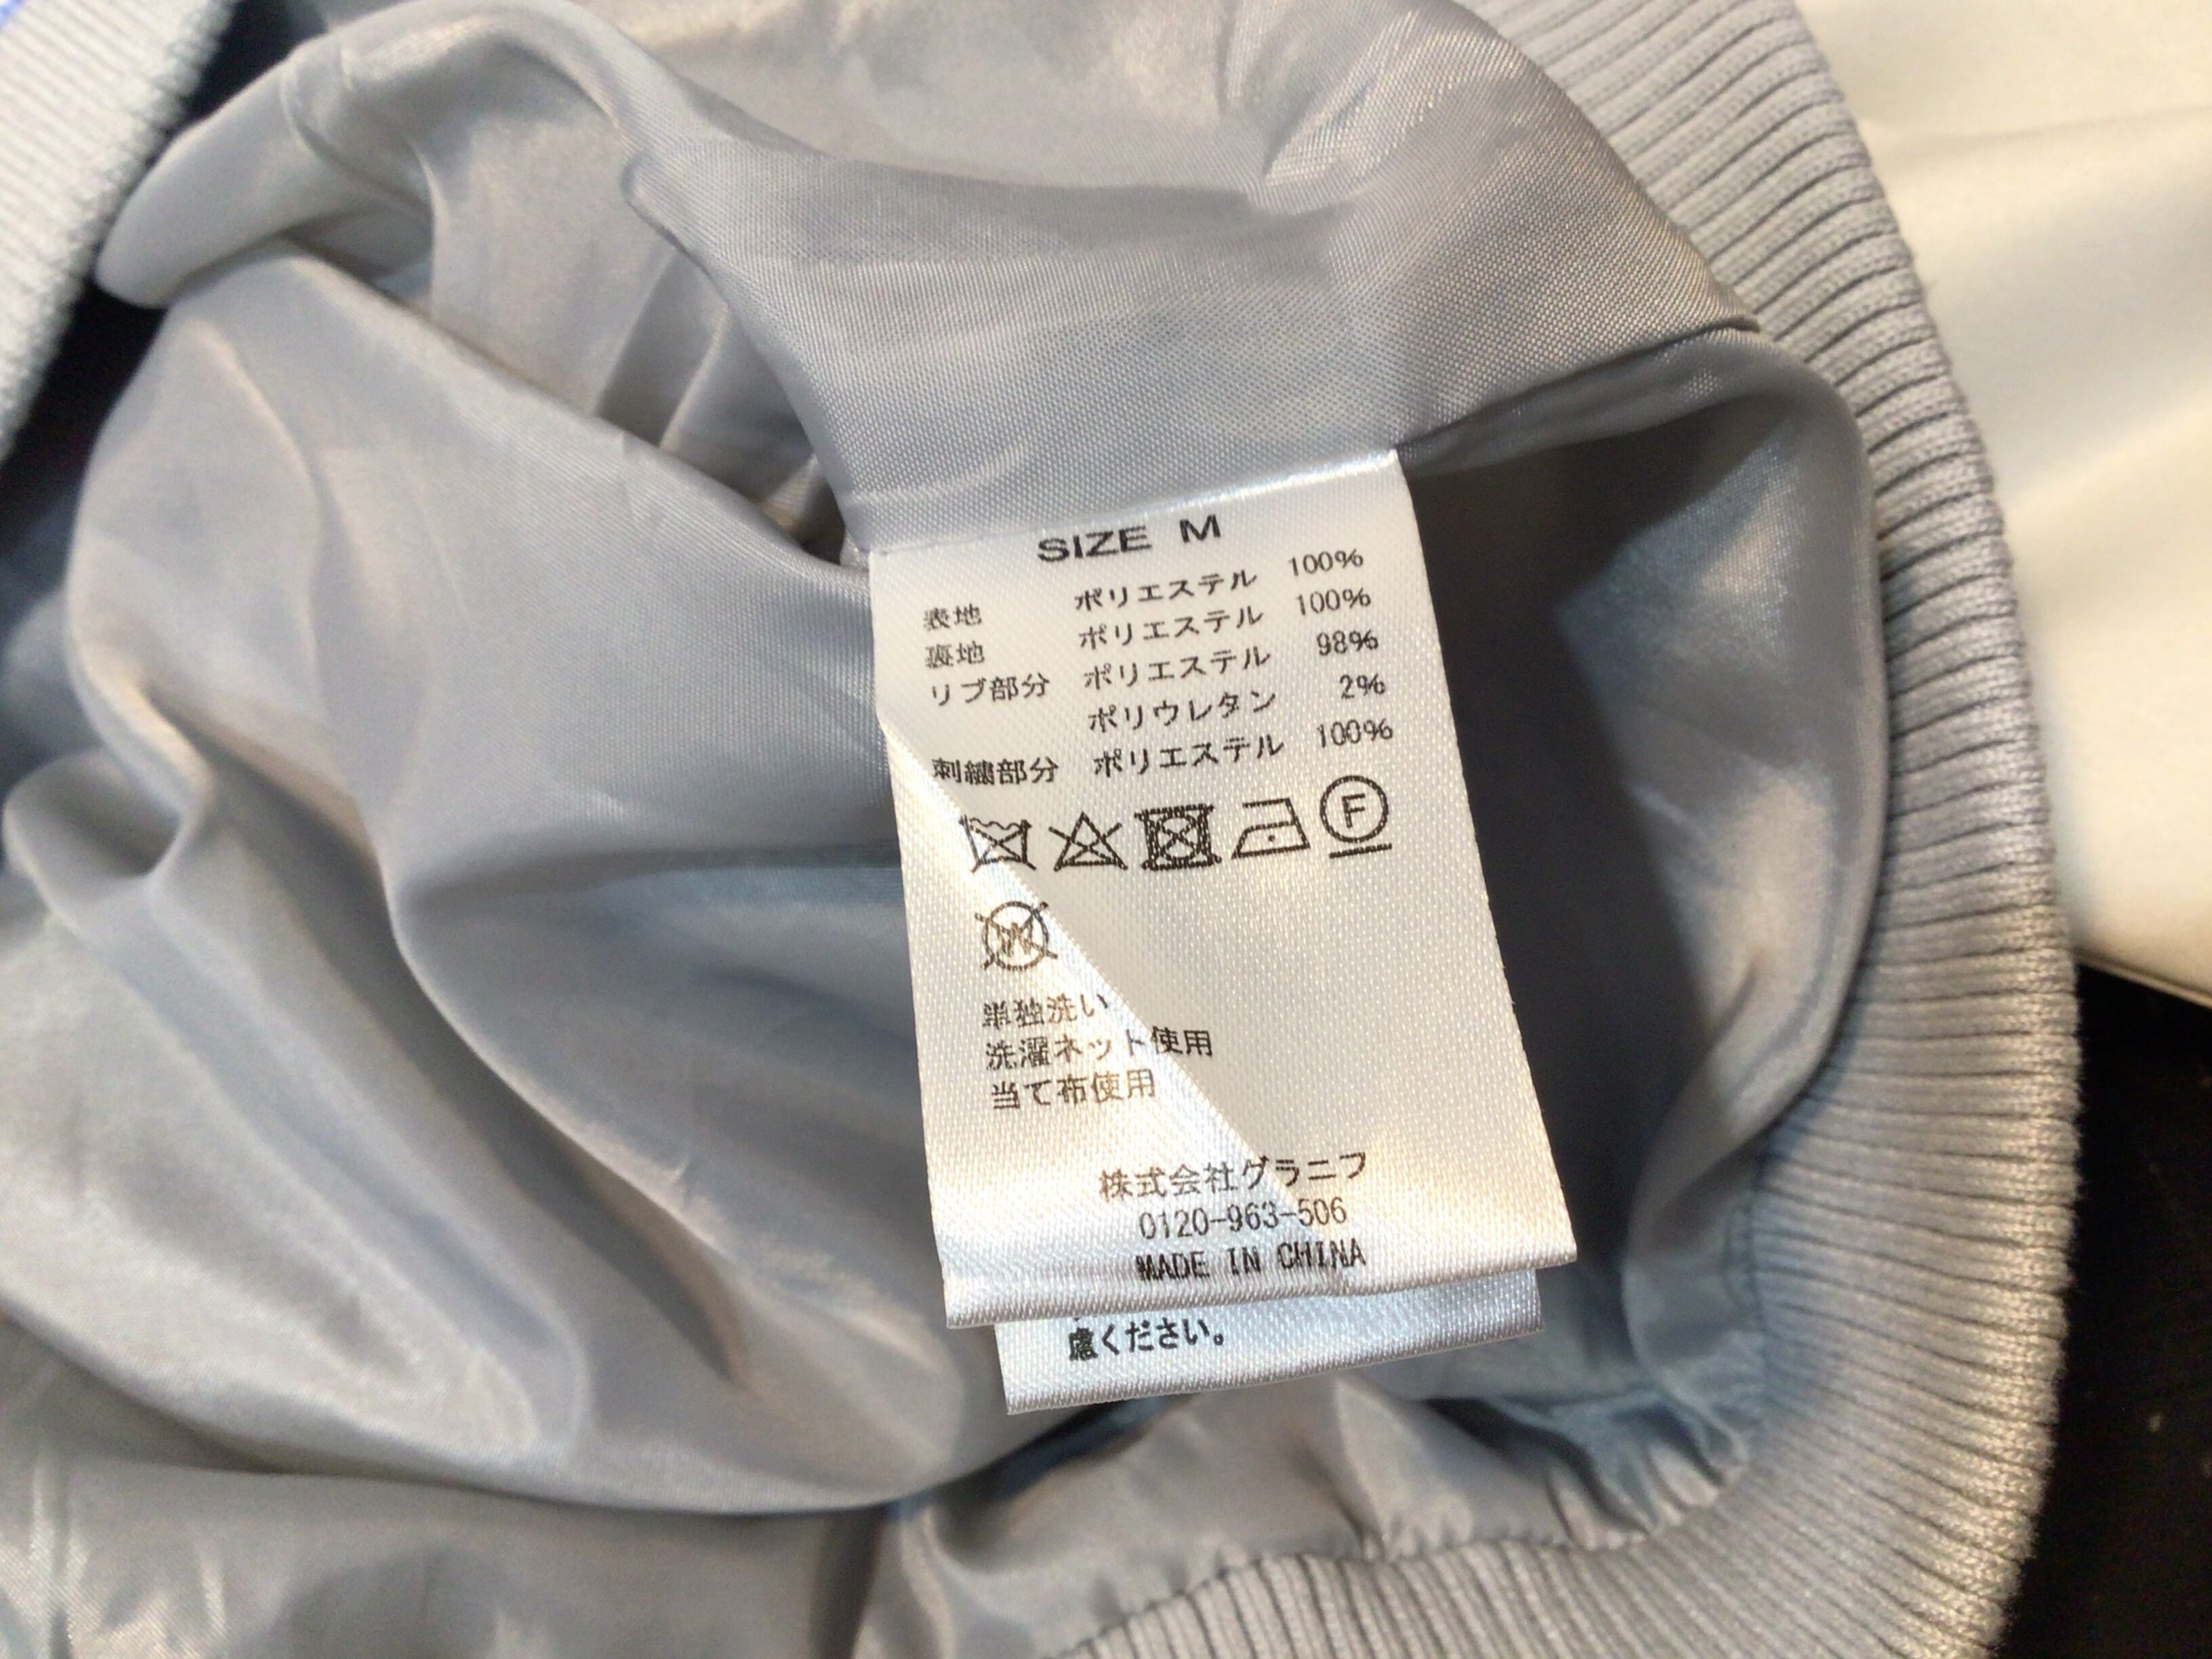 SIZE M
表地 ポリエステル 100%
裏地 ポリエステル 100%
リブ部分 ポリエステル 98%
ポリウレタン 2%
刺繍部分 ポリエステル 100%
F
W
単独洗い
洗濯ネット使用
当て布使用
株式会社グラニフ
0120-963-506
MADE IN CHINA
慮ください。